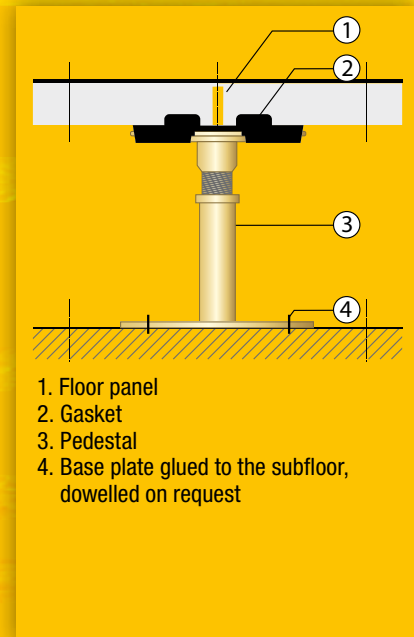 1
2
3
4
1. Floor panel
2. Gasket
3. Pedestal
4. Base plate glued to the subfloor,
dowelled on request